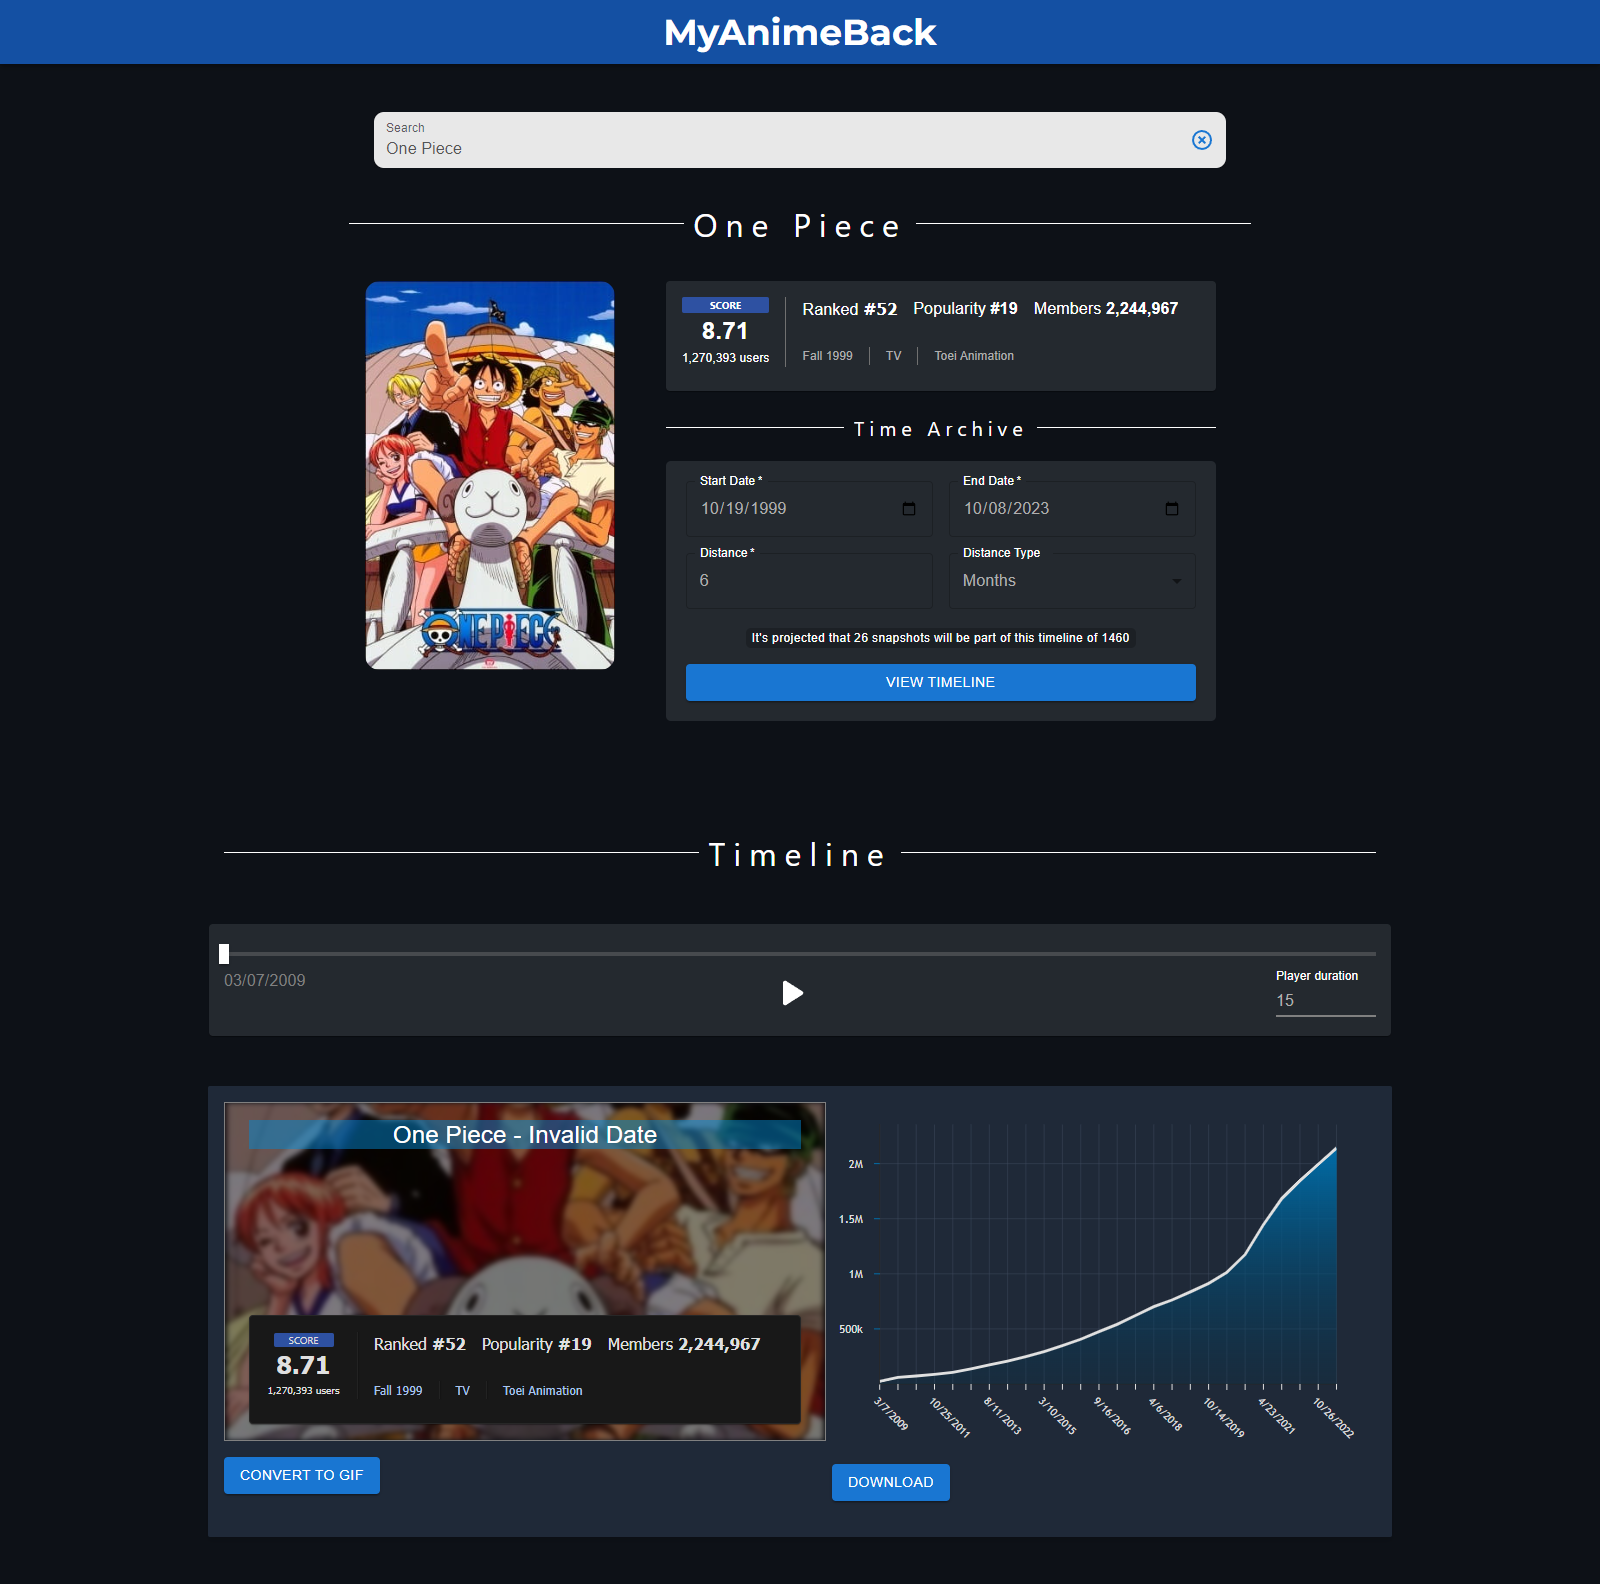 MyAnimeBack
Search
One Piece
One Piece
ONE PIECE
SCORE
8.71
1,270,393 users
Ranked #52 Popularity #19 Members 2,244,967
Fall 1999 TV Toei Animation
Time Archive
Start Date *
10/19/1999
End Date *
10/08/2023
Distance *
6
Distance Type
Months
It's projected that 26 snapshots will be part of this timeline of 1460
VIEW TIMELINE
Timeline
03/07/2009
Player duration
15
One Piece - Invalid Date
SCORE
8.71
1,270,393 users
Ranked #52 Popularity #19 Members 2,244,967
Fall 1999 TV Toei Animation
CONVERT TO GIF
2M
1.5M
1M
500k
3/7/2009 10/25/2011 8/11/2013 3/10/2015 9/16/2016 4/6/2018 10/14/2019 4/23/2021 10/26/2022
DOWNLOAD